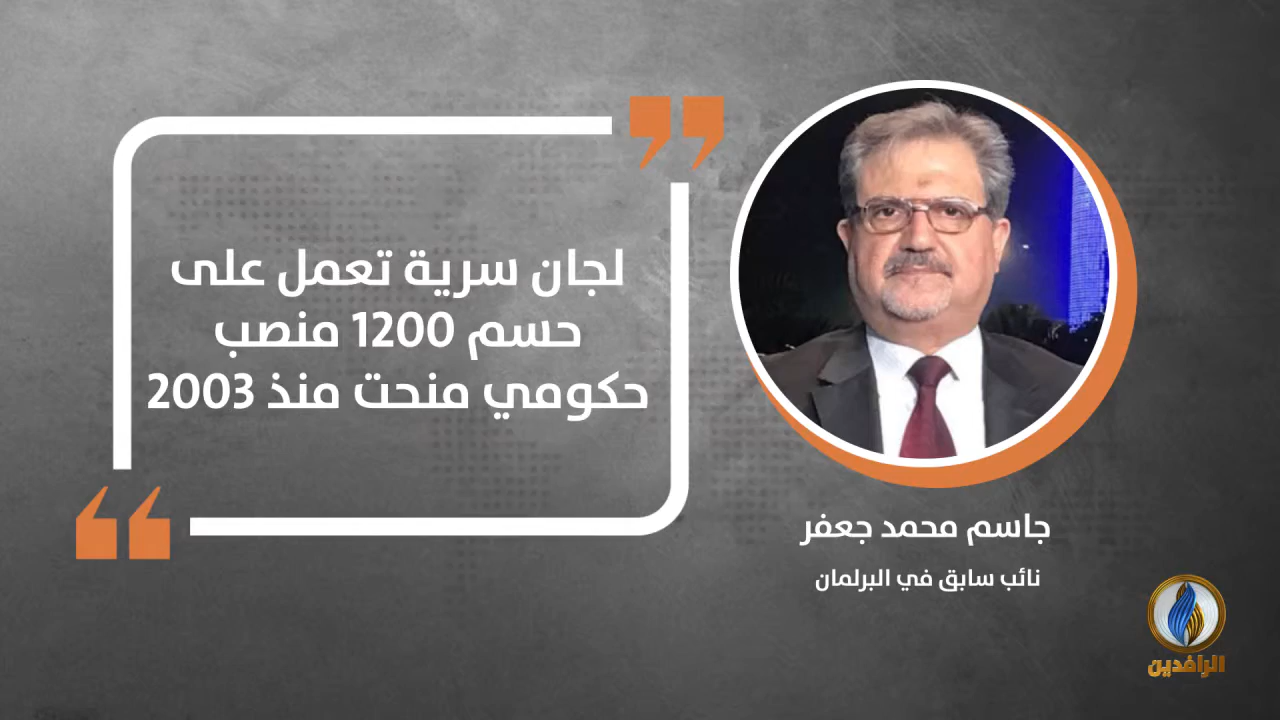 لجان سرية تعمل على
حسم 1200 منصب
حكومي منحت منذ 2003
جاسم محمد جعفر
نائب سابق في البرلمان
الرافدين